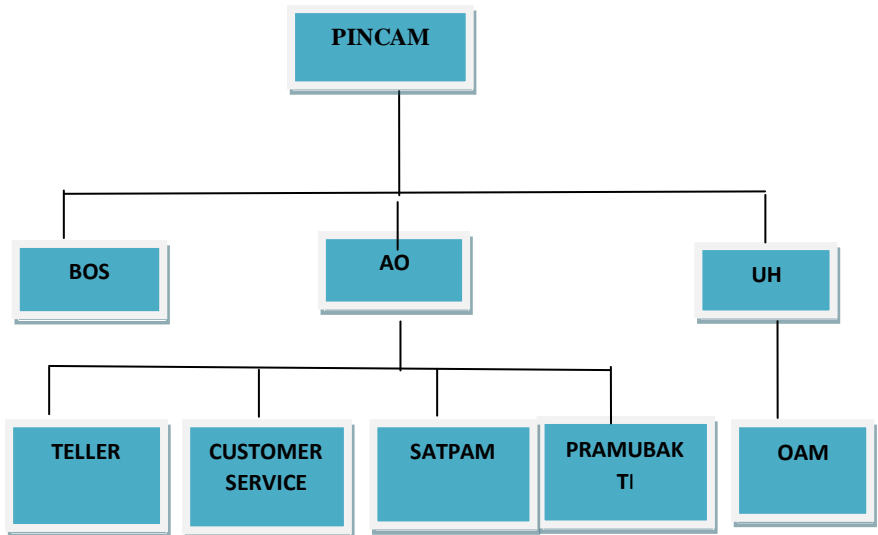 PINCAM
BOS
AO
UH
TELLER
CUSTOMER
SERVICE
SATPAM
PRAMUBAK
TI
OAM